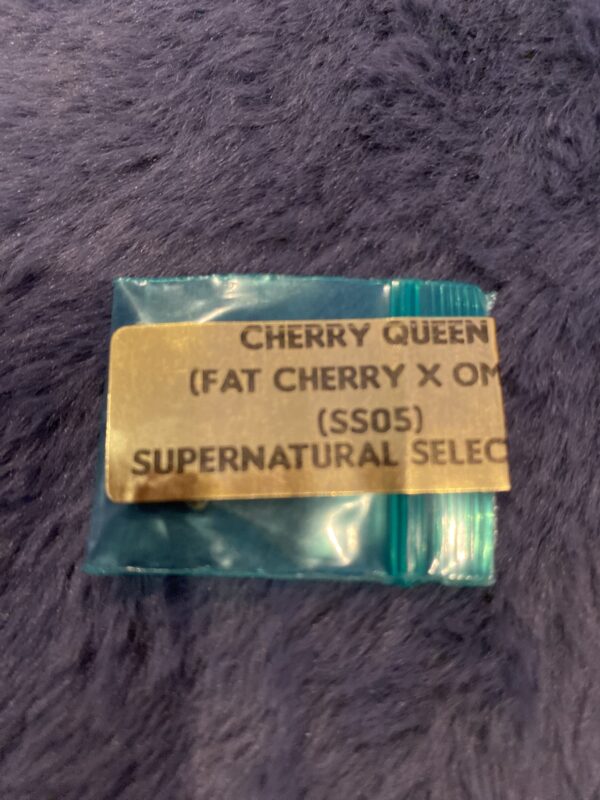 CHERRY QUEEN
(FAT CHERRY X OM
(SS05)
SUPERNATURAL SELEC